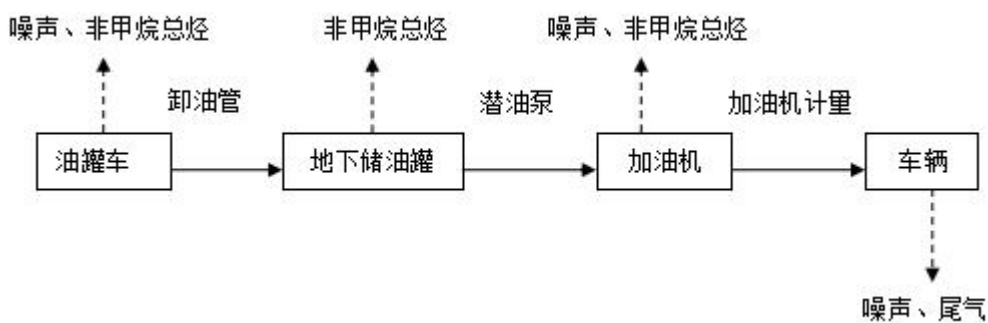 噪声、非甲烷总烃 非甲烷总烃 噪声、非甲烷总烃
卸油管 潜油泵 加油机计量
油罐车 地下储油罐 加油机 车辆
噪声、尾气